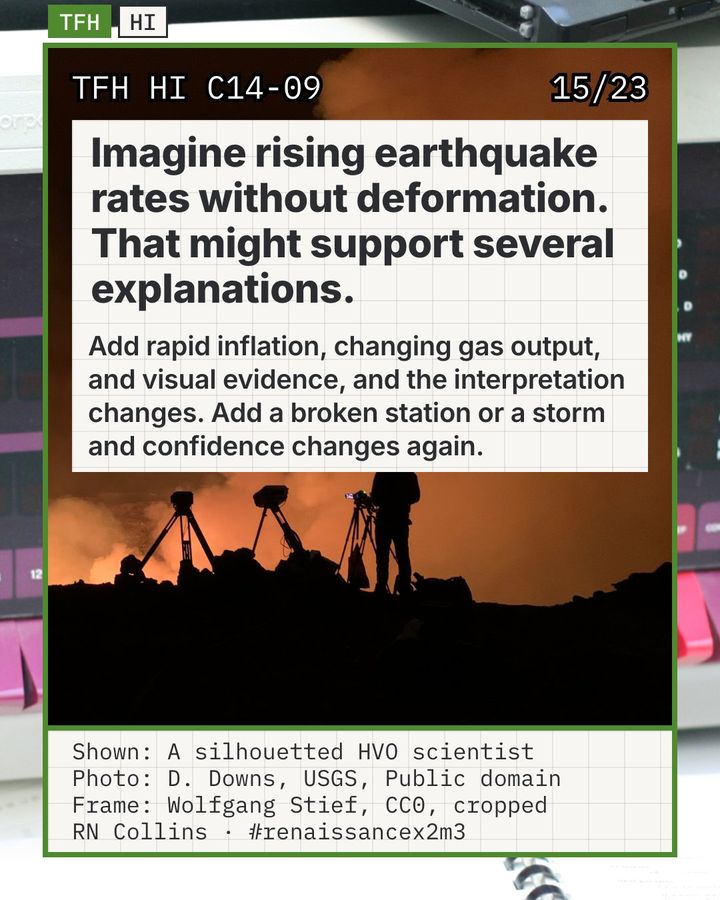 TFH HI
TFH HI C14-09 15/23
Imagine rising earthquake
rates without deformation.
That might support several
explanations.
Add rapid inflation, changing gas output,
and visual evidence, and the interpretation
changes. Add a broken station or a storm
and confidence changes again.
Shown: A silhouetted HVO scientist
Photo: D. Downs, USGS, Public domain
Frame: Wolfgang Stief, CC0, cropped
RN Collins · #renaissancex2m3